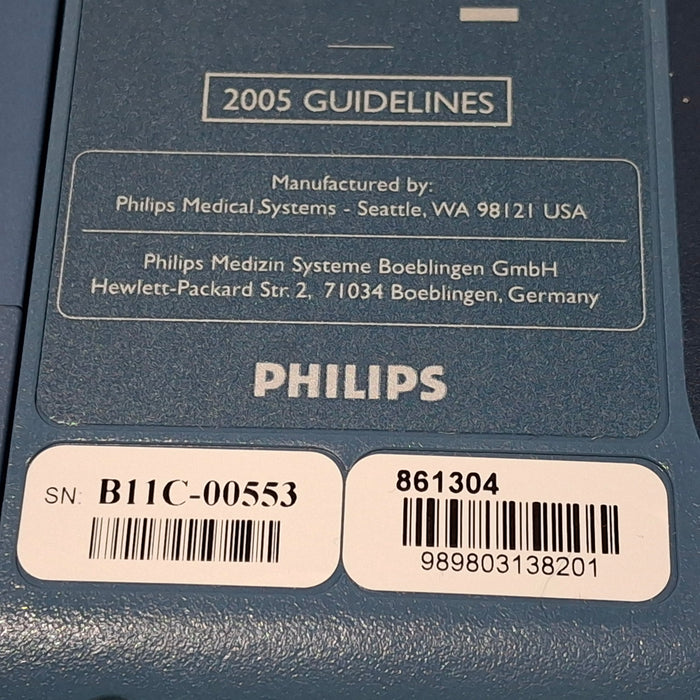 2005 GUIDELINES
Manufactured by:
Philips Medical Systems - Seattle, WA 98121 USA
Philips Medizin Systeme Boeblingen GmbH
Hewlett-Packard Str. 2, 71034 Boeblingen, Germany
PHILIPS
SN: B11C-00553
861304
989803138201